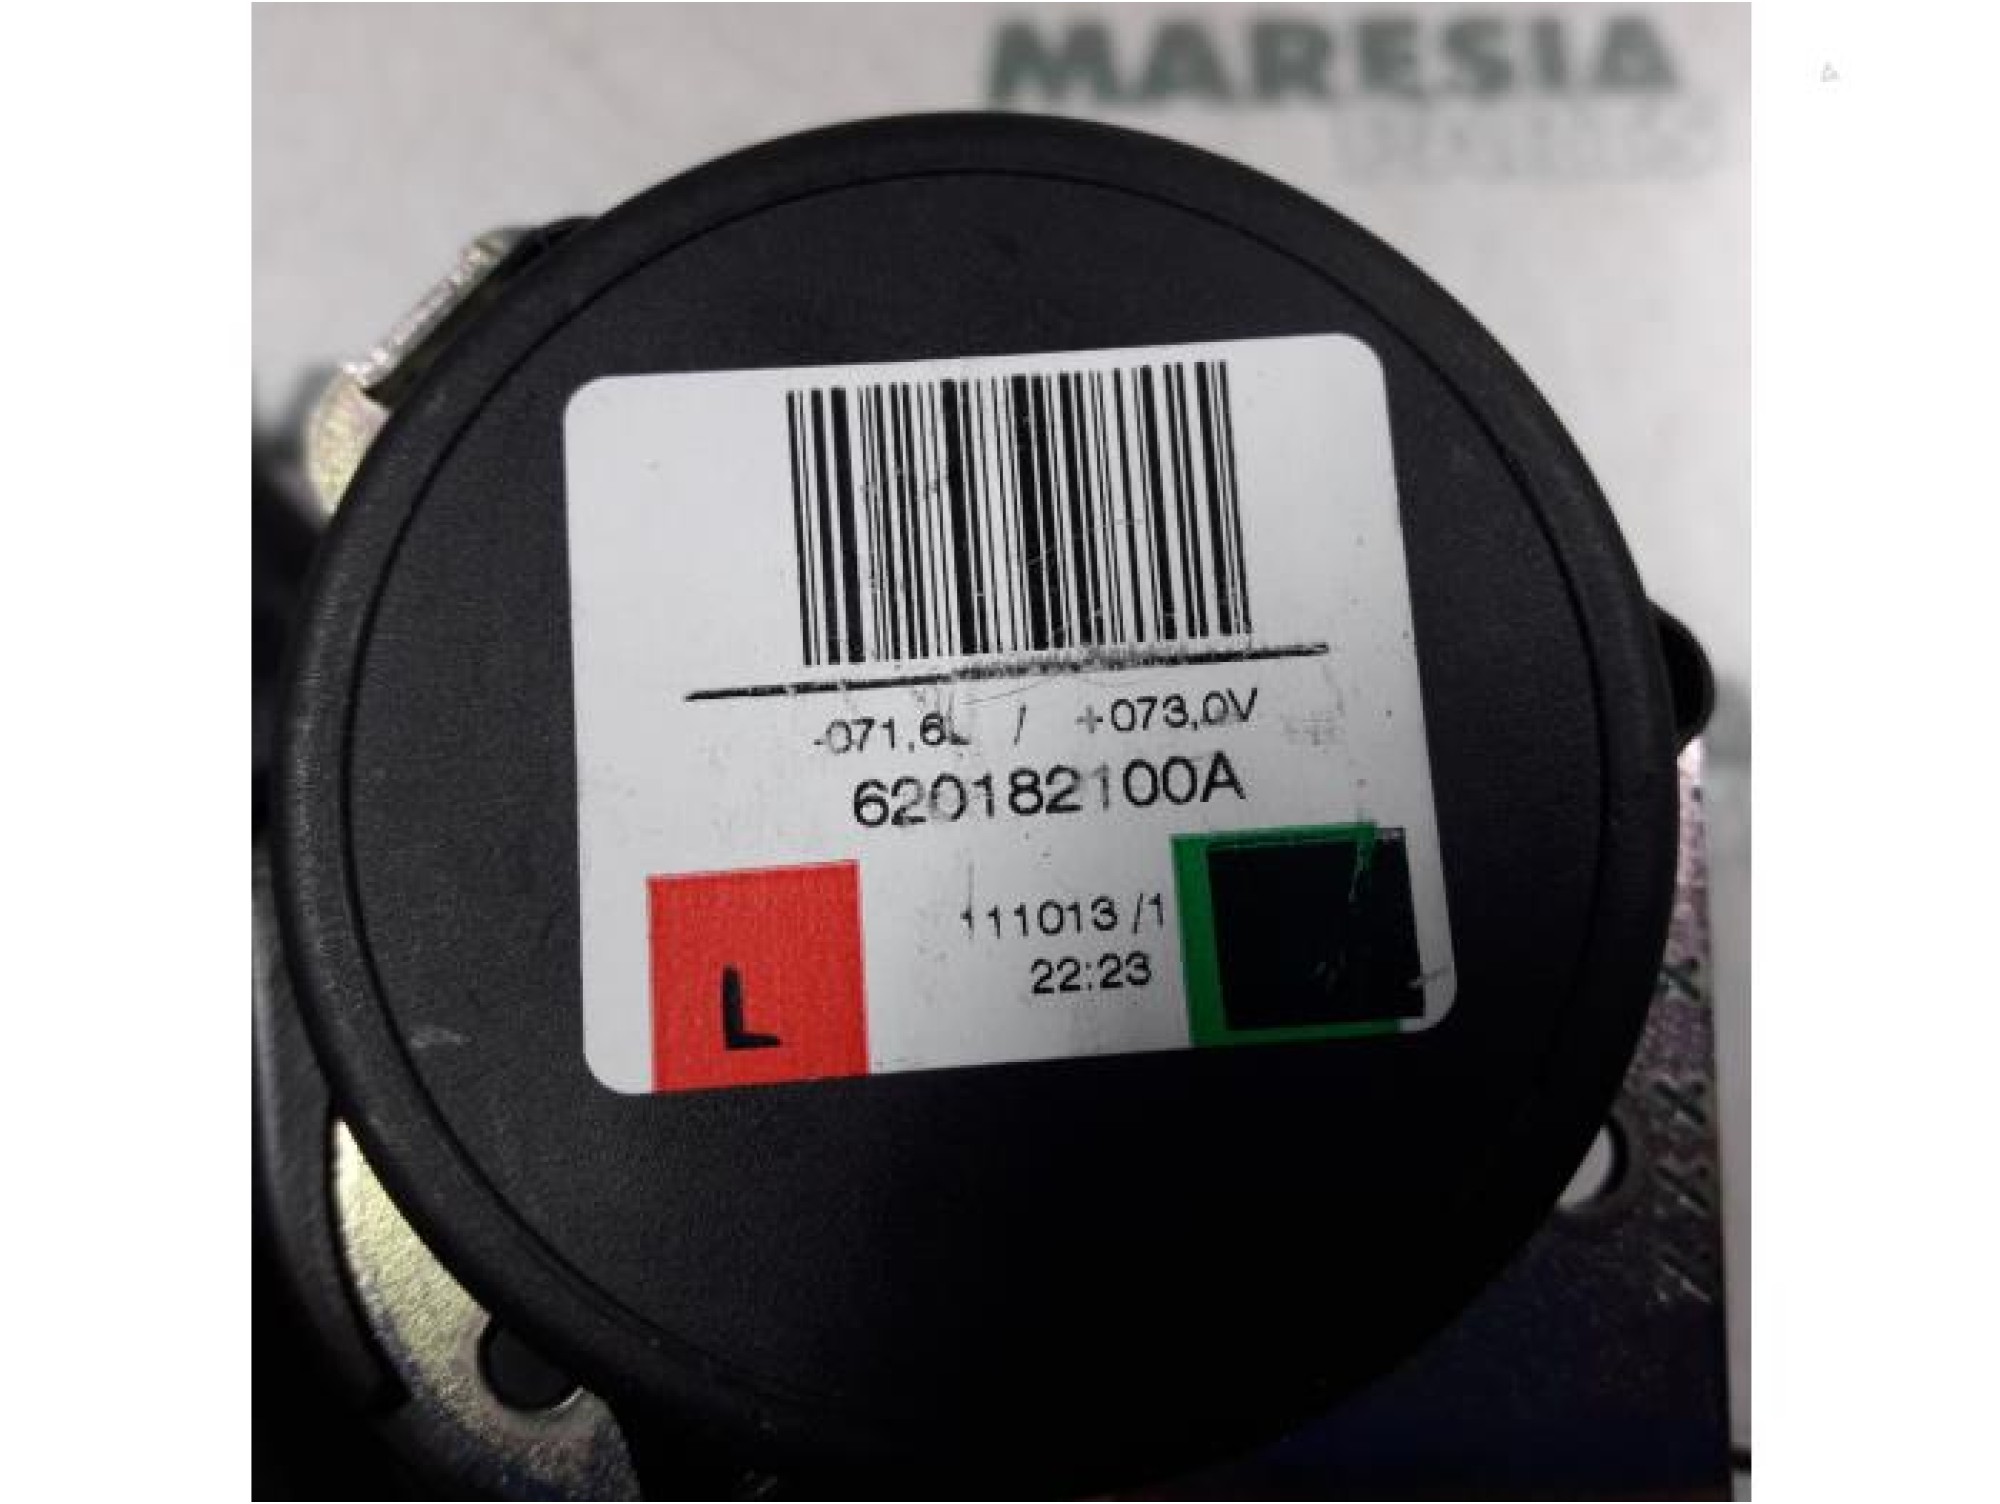 MARESIA
-071,6L / +073,0V
620182100A
111013 /1
22:23
L